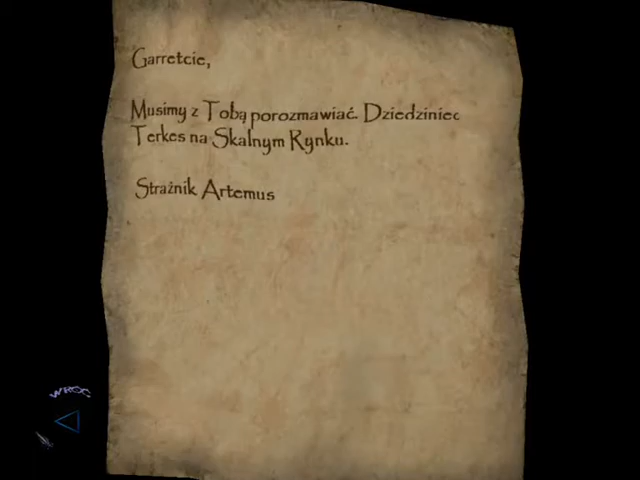 Garretcie,
Musimy z Tobą porozmawiać. Dziedziniec
Terkes na Skalnym Rynku.
Strażnik Artemus
WRÓĆ